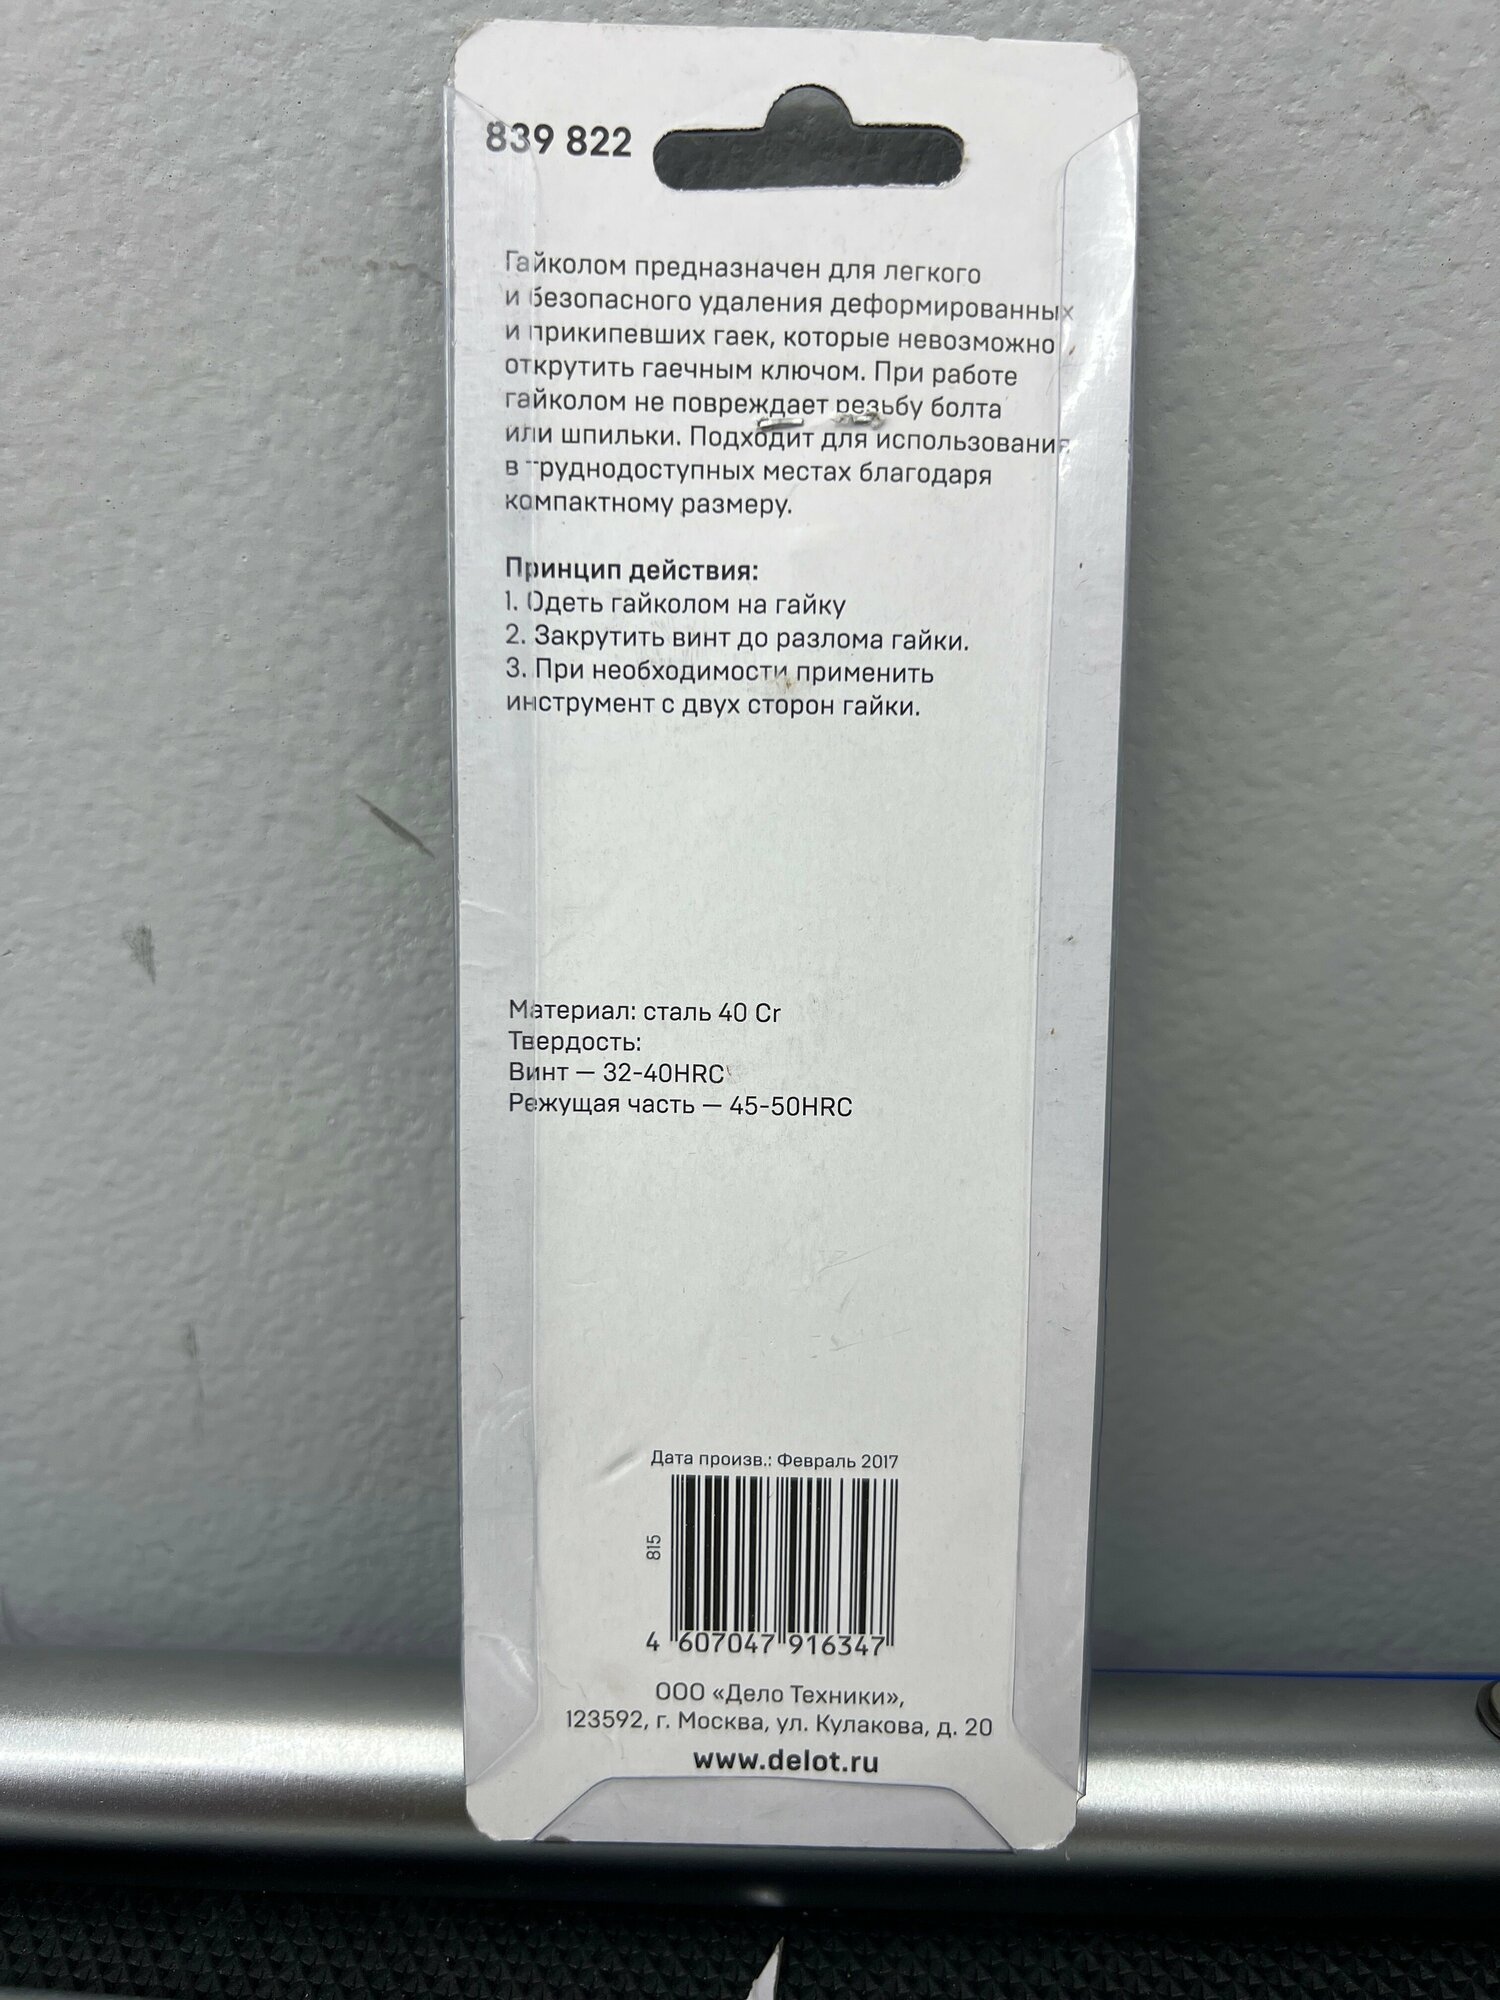 839 822
Гайколом предназначен для легкого
и безопасного удаления деформированных
и прикипевших гаек, которые невозможно
открутить гаечным ключом. При работе
гайколом не повреждает резьбу болта
или шпильки. Подходит для использования
в труднодоступных местах благодаря
компактному размеру.
Принцип действия:
1. Одеть гайколом на гайку
2. Закрутить винт до разлома гайки.
3. При необходимости применить
инструмент с двух сторон гайки.
Материал: сталь 40 Cr
Твердость:
Винт — 32-40HRC
Режущая часть — 45-50HRC
Дата произв.: Февраль 2017
815
4 607047 916347
ООО «Дело Техники»,
123592, г. Москва, ул. Кулакова, д. 20
www.delot.ru